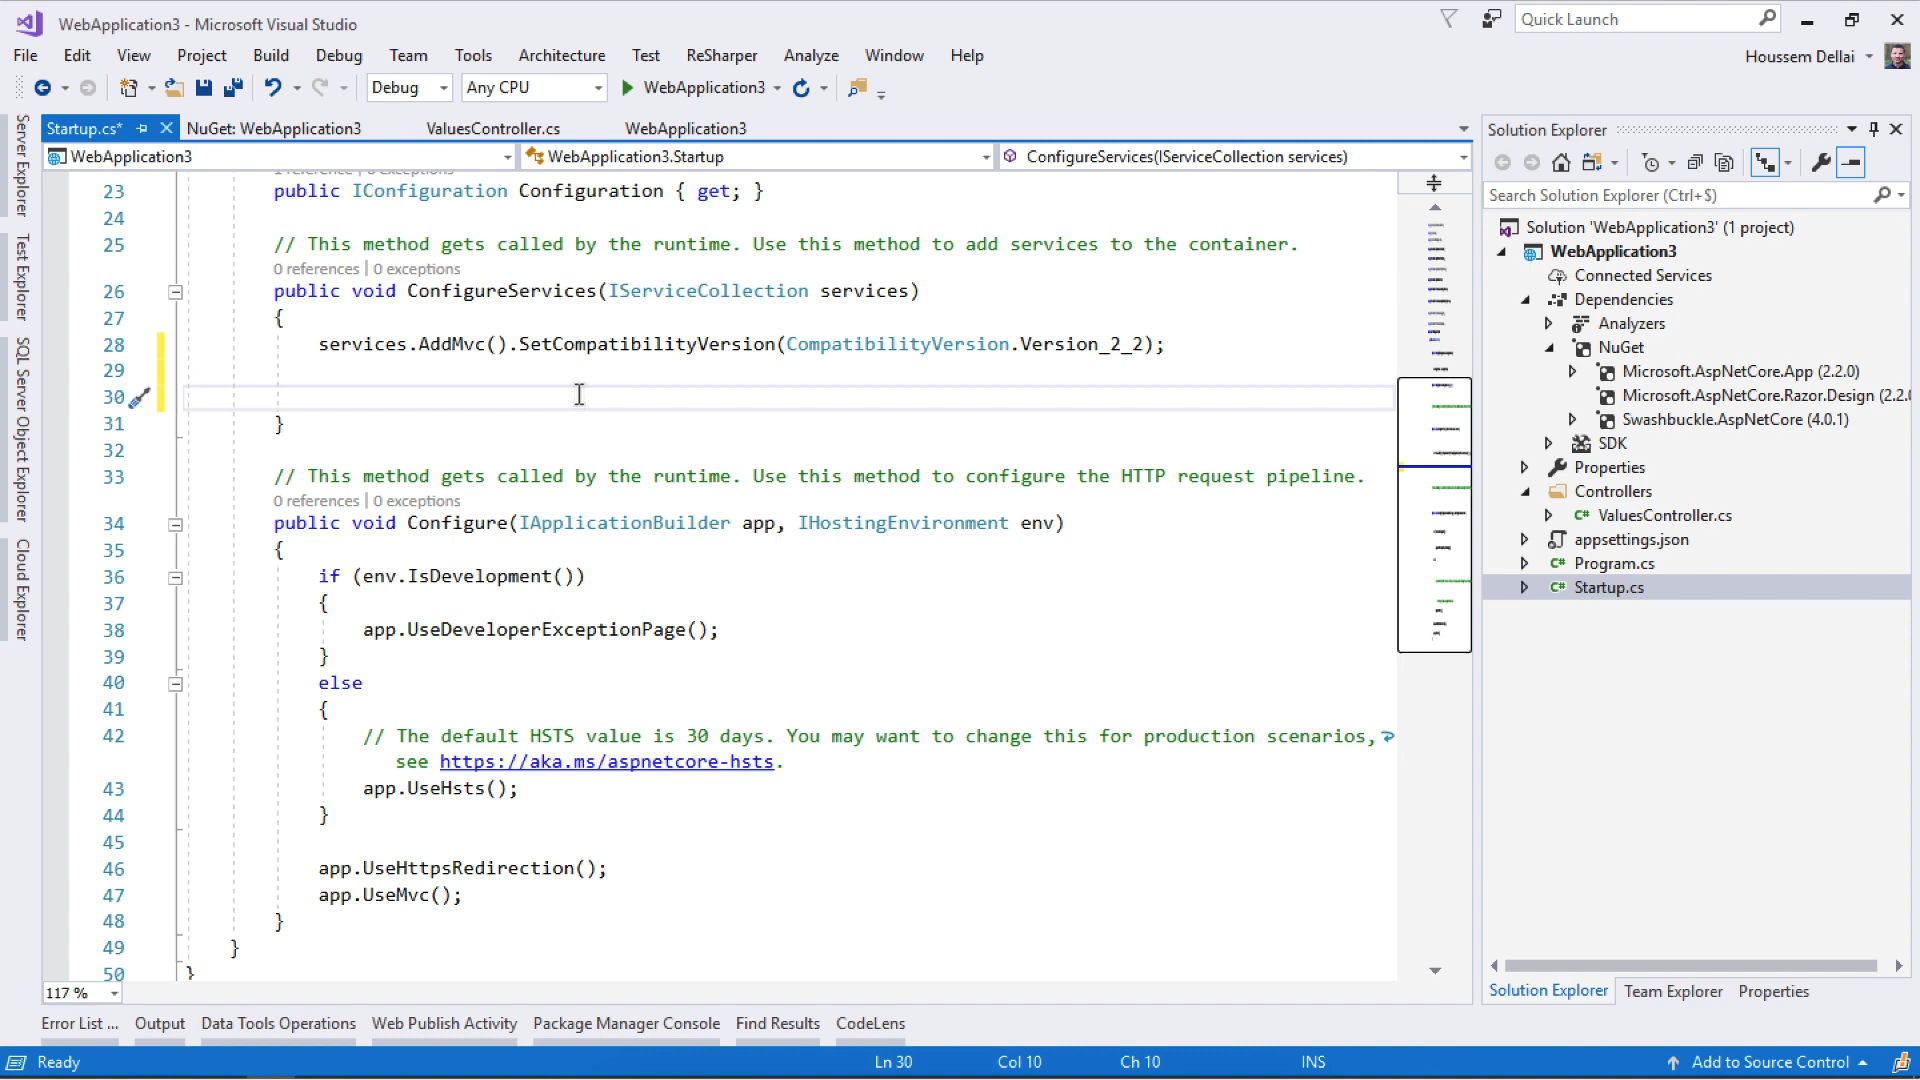 WebApplication3 - Microsoft Visual Studio
Quick Launch
File Edit View Project Build Debug Team Tools Architecture Test ReSharper Analyze Window Help
Houssem Dellai
Debug Any CPU WebApplication3
Startup.cs* NuGet: WebApplication3 ValuesController.cs WebApplication3
WebApplication3 WebApplication3.Startup ConfigureServices(IServiceCollection services)
Server Explorer
Test Explorer
SQL Server Object Explorer
Cloud Explorer
23 public IConfiguration Configuration { get; }
24
25 // This method gets called by the runtime. Use this method to add services to the container.
0 references | 0 exceptions
26 public void ConfigureServices(IServiceCollection services)
27 {
28 services.AddMvc().SetCompatibilityVersion(CompatibilityVersion.Version_2_2);
29
30
31 }
32
33 // This method gets called by the runtime. Use this method to configure the HTTP request pipeline.
0 references | 0 exceptions
34 public void Configure(IApplicationBuilder app, IHostingEnvironment env)
35 {
36 if (env.IsDevelopment())
37 {
38 app.UseDeveloperExceptionPage();
39 }
40 else
41 {
42 // The default HSTS value is 30 days. You may want to change this for production scenarios,
see https://aka.ms/aspnetcore-hsts.
43 app.UseHsts();
44 }
45
46 app.UseHttpsRedirection();
47 app.UseMvc();
48 }
49 }
50 }
117 %
Solution Explorer
Search Solution Explorer (Ctrl+$)
Solution 'WebApplication3' (1 project)
WebApplication3
Connected Services
Dependencies
Analyzers
NuGet
Microsoft.AspNetCore.App (2.2.0)
Microsoft.AspNetCore.Razor.Design (2.2.0
Swashbuckle.AspNetCore (4.0.1)
SDK
Properties
Controllers
C# ValuesController.cs
appsettings.json
C# Program.cs
C# Startup.cs
Solution Explorer Team Explorer Properties
Error List ... Output Data Tools Operations Web Publish Activity Package Manager Console Find Results CodeLens
Ready Ln 30 Col 10 Ch 10 INS Add to Source Control